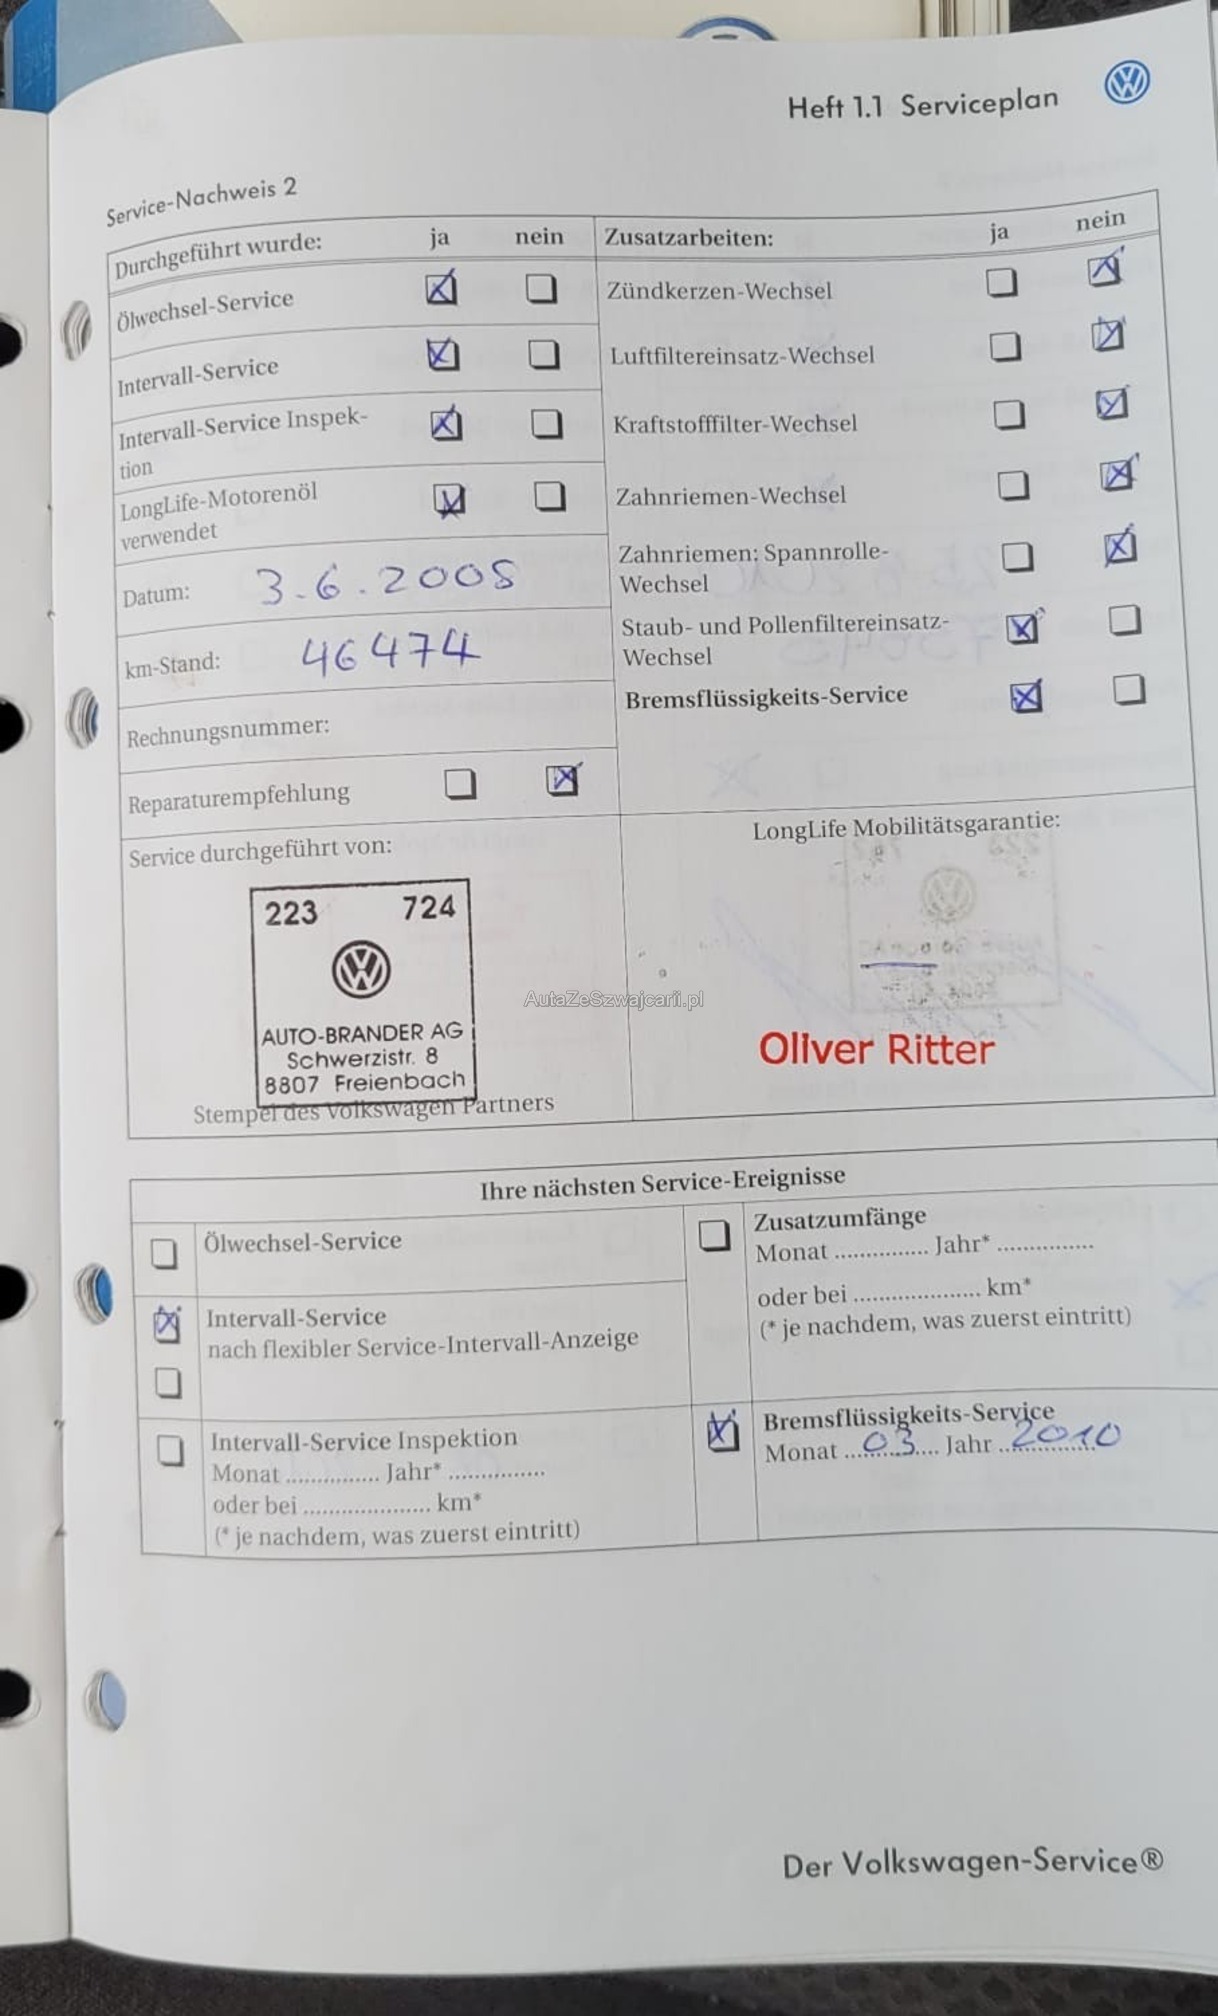 Heft 1.1 Serviceplan
Service-Nachweis 2
Durchgeführt wurde: ja nein
Ölwechsel-Service
Intervall-Service
Intervall-Service Inspek-
tion
LongLife-Motorenöl
verwendet
Datum: 3.6.2008
km-Stand: 46474
Rechnungsnummer:
Reparaturempfehlung
Zusatzarbeiten: ja nein
Zündkerzen-Wechsel
Luftfiltereinsatz-Wechsel
Kraftstofffilter-Wechsel
Zahnriemen-Wechsel
Zahnriemen: Spannrolle-
Wechsel
Staub- und Pollenfiltereinsatz-
Wechsel
Bremsflüssigkeits-Service
Service durchgeführt von:
223 724
AUTO-BRANDER AG
Schwerzistr. 8
8807 Freienbach
Stempel des Volkswagen Partners
LongLife Mobilitätsgarantie:
AutaZeSzwajcarii.pl
Oliver Ritter
Ihre nächsten Service-Ereignisse
Ölwechsel-Service
Intervall-Service
nach flexibler Service-Intervall-Anzeige
Intervall-Service Inspektion
Monat ............... Jahr* ...............
oder bei .................... km*
(* je nachdem, was zuerst eintritt)
Zusatzumfänge
Monat ............... Jahr* ...............
oder bei .................... km*
(* je nachdem, was zuerst eintritt)
Bremsflüssigkeits-Service
Monat 03 Jahr 2010
Der Volkswagen-Service®